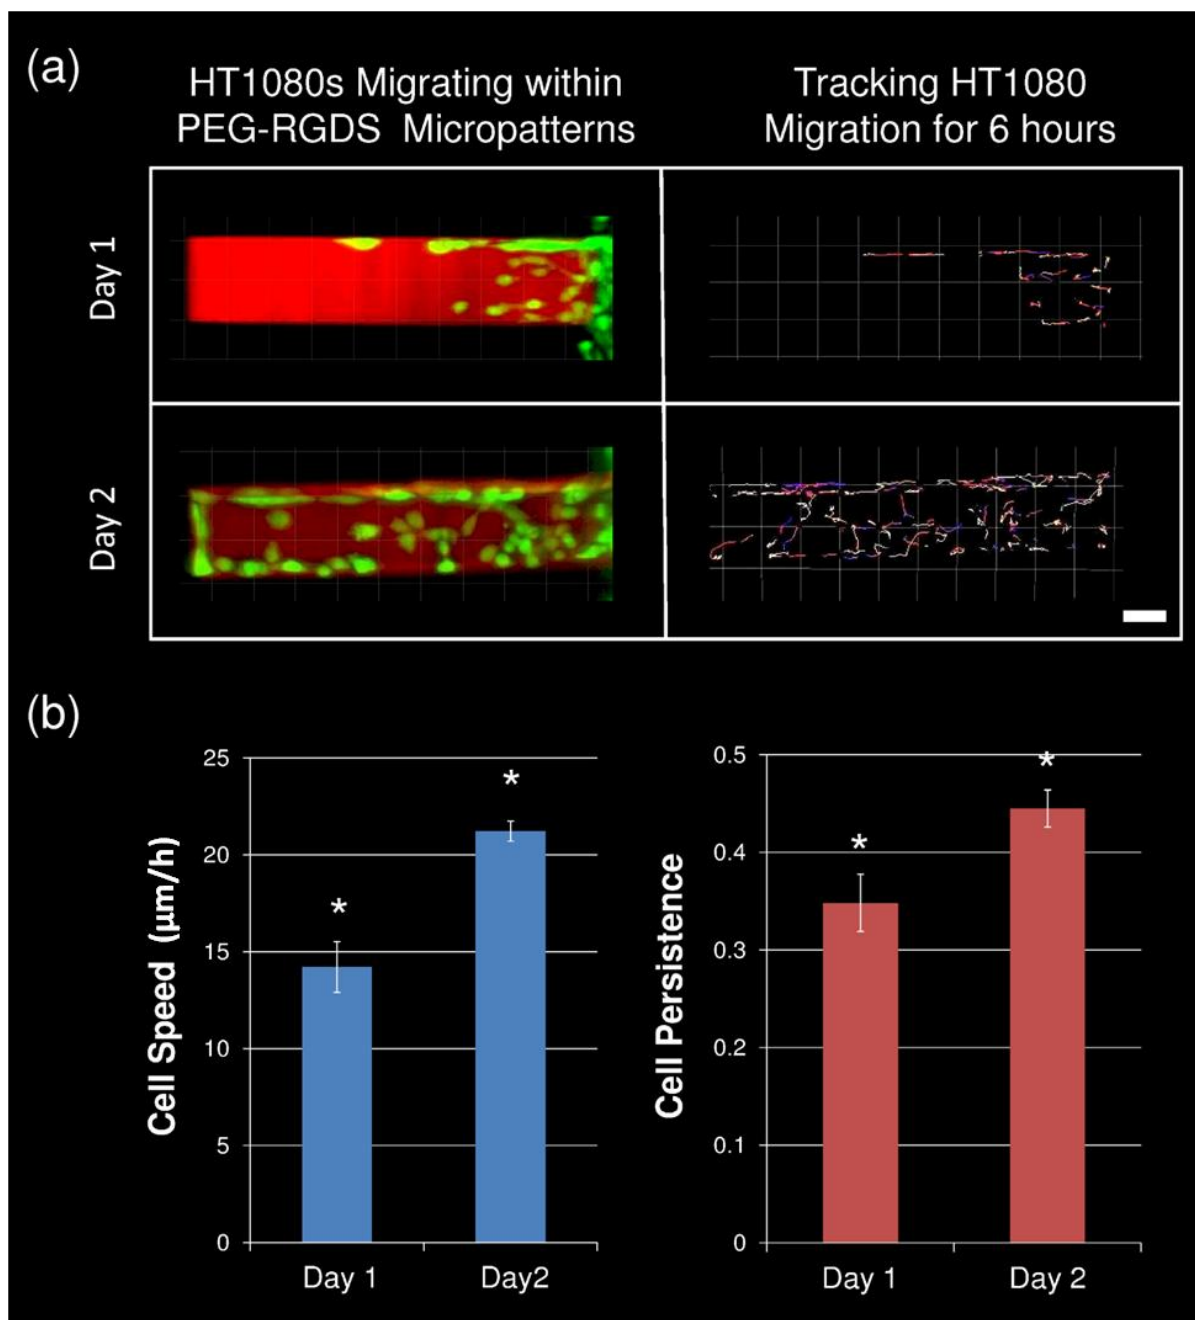 (a)
HT1080s Migrating within
PEG-RGDS Micropatterns
Tracking HT1080
Migration for 6 hours
Day 1
Day 2
(b)
Cell Speed (µm/h)
25
20
15
10
5
0
*
*
Day 1
Day2
Cell Persistence
0.5
0.4
0.3
0.2
0.1
0
*
*
Day 1
Day 2